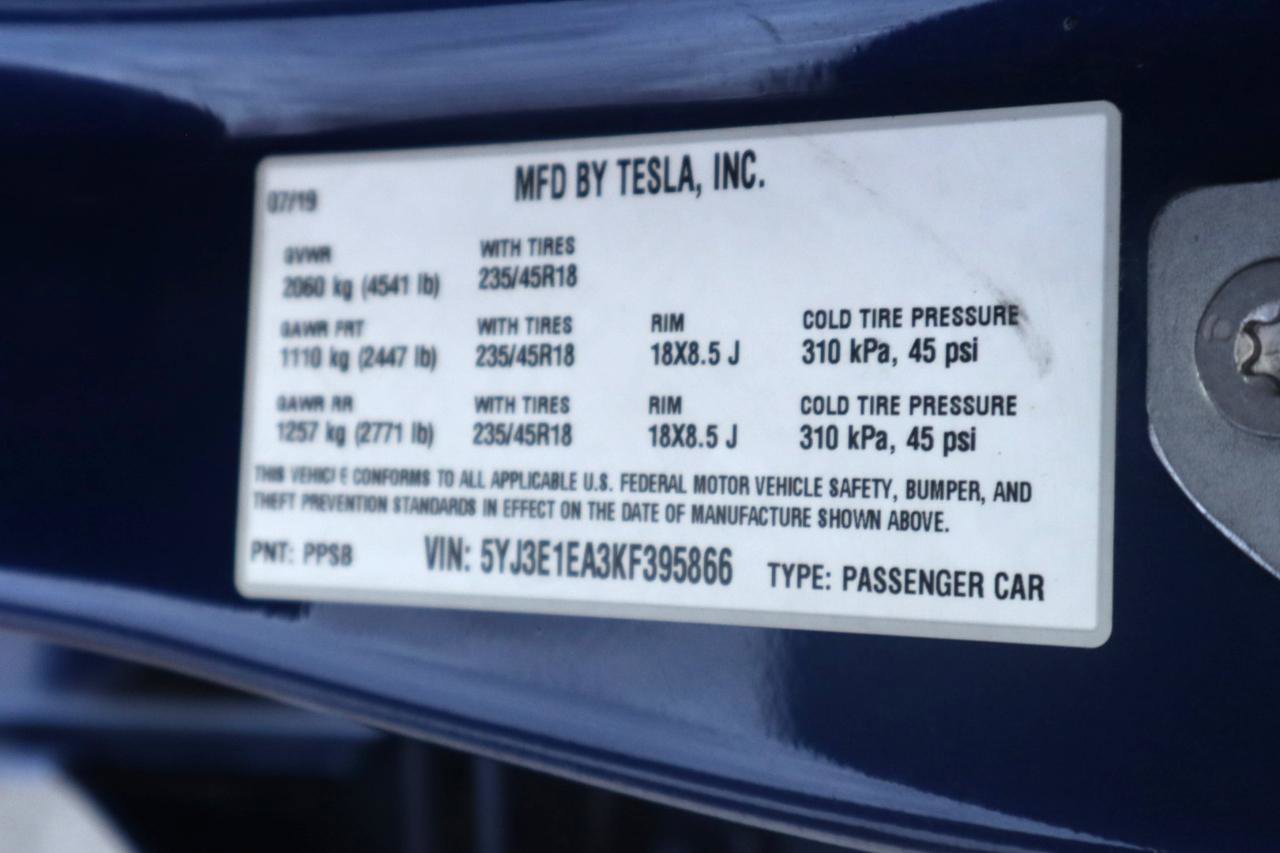 MFD BY TESLA, INC.
07/19
GVWR WITH TIRES
2060 kg (4541 lb) 235/45R18
GAWR FRT WITH TIRES RIM COLD TIRE PRESSURE
1110 kg (2447 lb) 235/45R18 18X8.5 J 310 kPa, 45 psi
GAWR RR WITH TIRES RIM COLD TIRE PRESSURE
1257 kg (2771 lb) 235/45R18 18X8.5 J 310 kPa, 45 psi
THIS VEHICLE CONFORMS TO ALL APPLICABLE U.S. FEDERAL MOTOR VEHICLE SAFETY, BUMPER, AND
THEFT PREVENTION STANDARDS IN EFFECT ON THE DATE OF MANUFACTURE SHOWN ABOVE.
PNT: PPSB VIN: 5YJ3E1EA3KF395866 TYPE: PASSENGER CAR